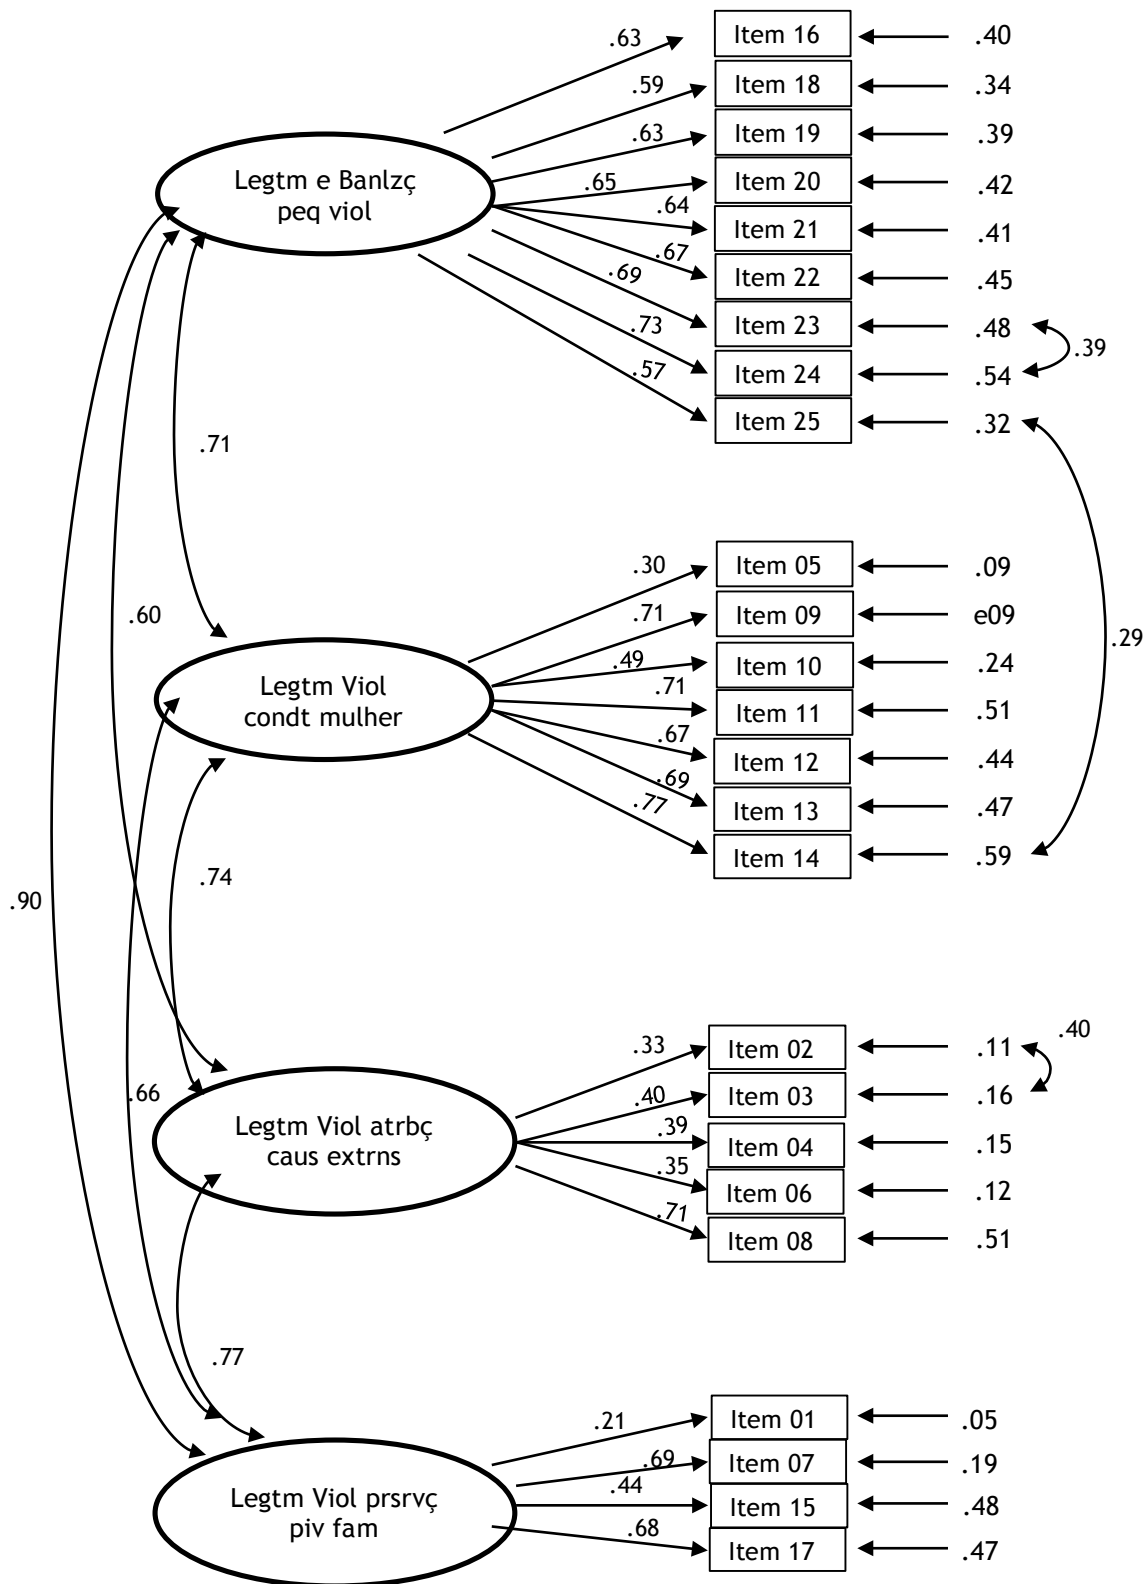 .63 Item 16 .40
.59 Item 18 .34
.63 Item 19 .39
Legtm e Banlzç
peq viol
.65 Item 20 .42
.64 Item 21 .41
.67 Item 22 .45
.69 Item 23 .48
.39
.73 Item 24 .54
.57 Item 25 .32
.71
.30 Item 05 .09
.60
.71 Item 09 e09
.29
.49 Item 10 .24
Legtm Viol
condt mulher
.71 Item 11 .51
.67 Item 12 .44
.69 Item 13 .47
.77 Item 14 .59
.74
.90
.33 Item 02 .11
.40
.66
.40 Item 03 .16
Legtm Viol atrbç
caus extrns
.39 Item 04 .15
.35 Item 06 .12
.71 Item 08 .51
.77
.21 Item 01 .05
.69 Item 07 .19
Legtm Viol prsrvç
piv fam
.44 Item 15 .48
.68 Item 17 .47